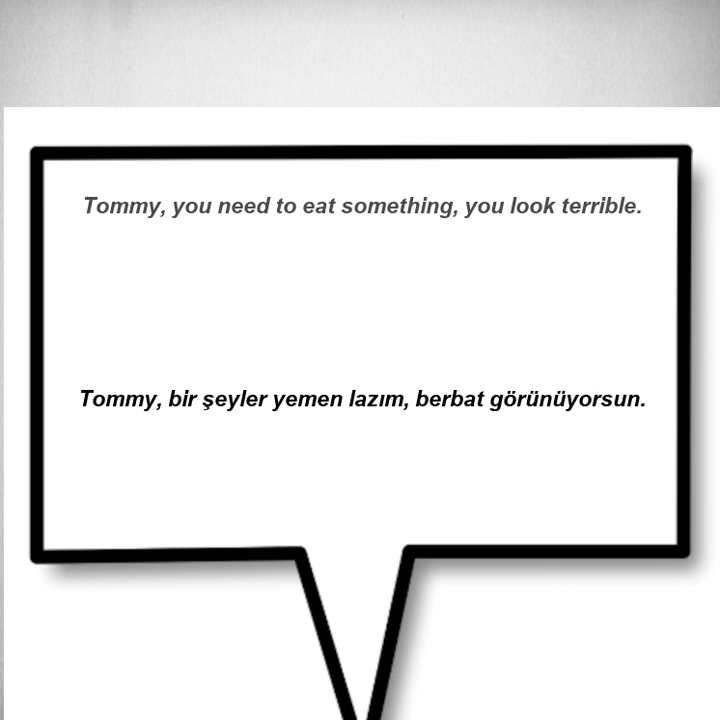 Tommy, you need to eat something, you look terrible.
Tommy, bir şeyler yemen lazım, berbat görünüyorsun.